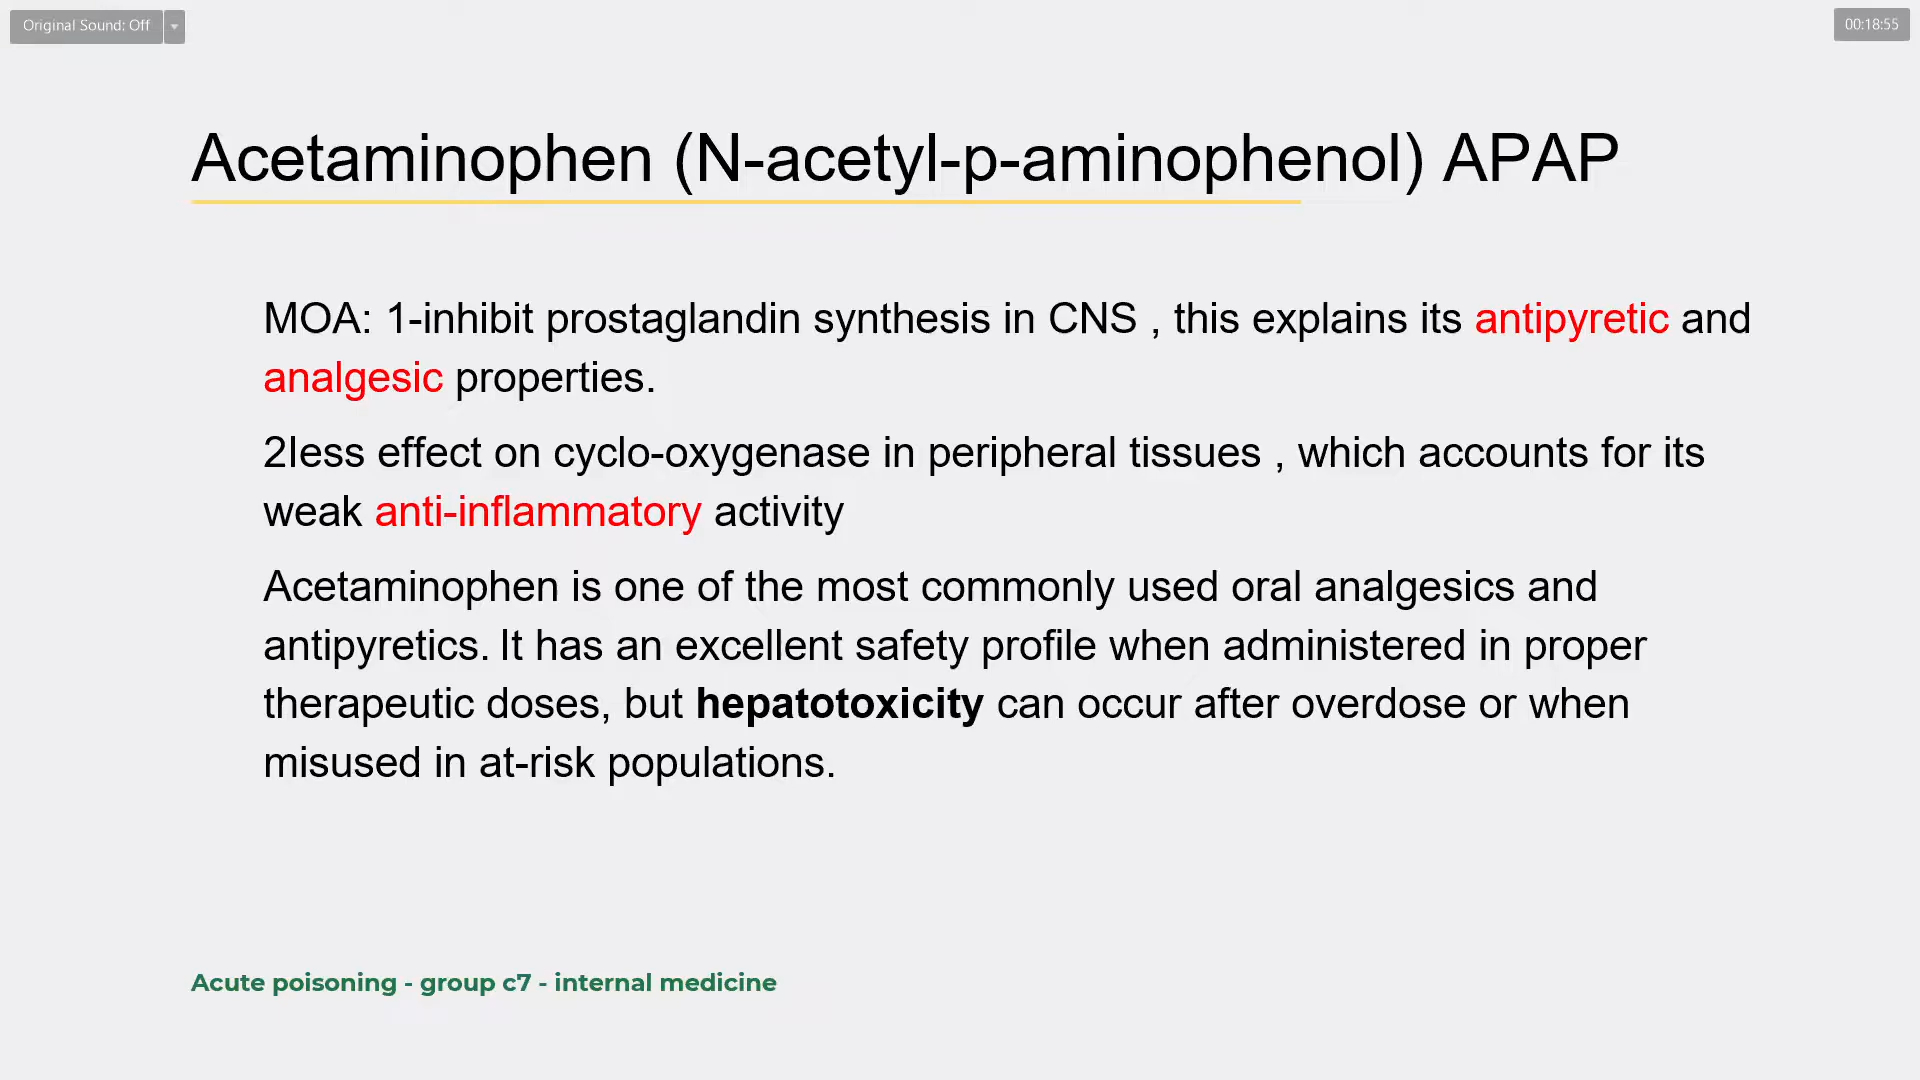 Original Sound: Off
00:18:55
Acetaminophen (N-acetyl-p-aminophenol) APAP
MOA: 1-inhibit prostaglandin synthesis in CNS , this explains its antipyretic and
analgesic properties.
2less effect on cyclo-oxygenase in peripheral tissues , which accounts for its
weak anti-inflammatory activity
Acetaminophen is one of the most commonly used oral analgesics and
antipyretics. It has an excellent safety profile when administered in proper
therapeutic doses, but hepatotoxicity can occur after overdose or when
misused in at-risk populations.
Acute poisoning - group c7 - internal medicine